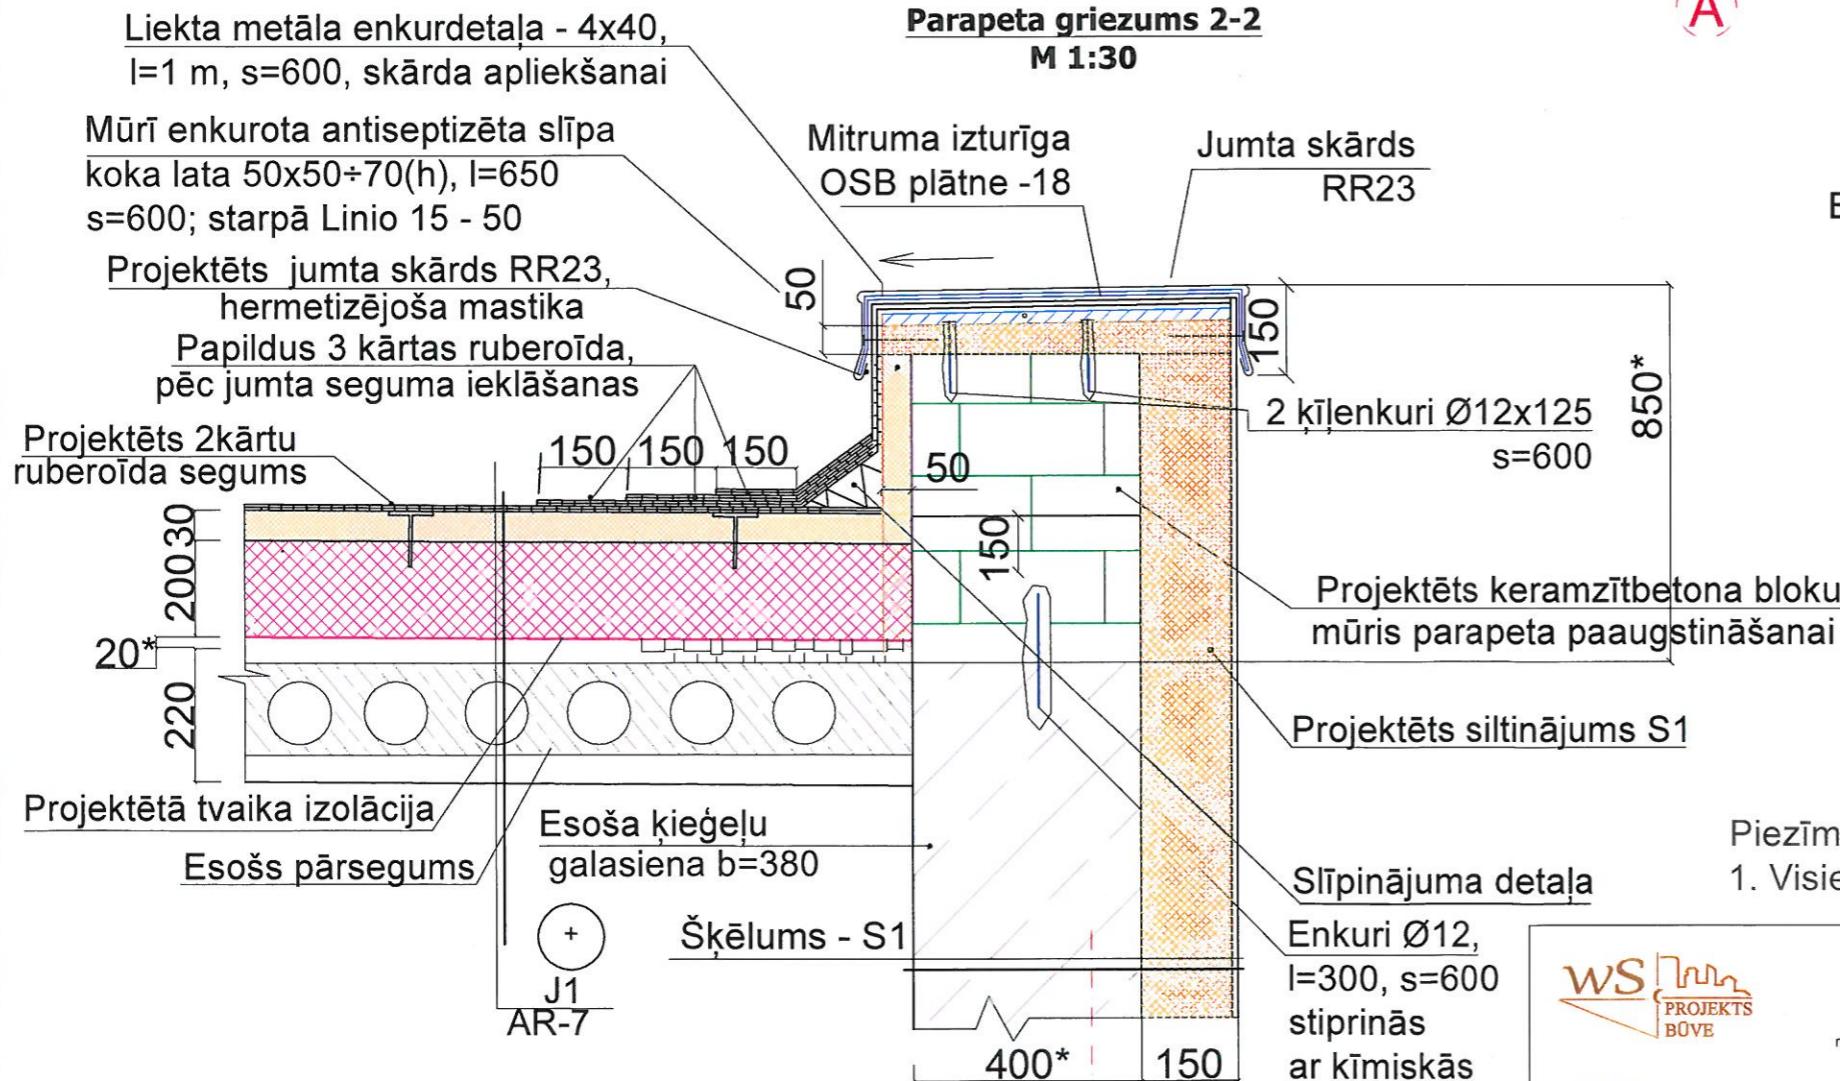 Parapeta griezums 2-2
M 1:30
A
Liekta metāla enkurdetaļa - 4x40,
l=1 m, s=600, skārda apliekšanai
Mūrī enkurota antiseptizēta slīpa
koka lata 50x50÷70(h), l=650
s=600; starpā Linio 15 - 50
Mitruma izturīga
OSB plātne -18
Jumta skārds
RR23
Projektēts jumta skārds RR23,
hermetizējoša mastika
Papildus 3 kārtas ruberoīda,
pēc jumta seguma ieklāšanas
Projektēts 2kārtu
ruberoīda segums
50
150
850*
2 ķīļenkuri Ø12x125
s=600
150
150
150
50
150
30
200
20*
220
Projektēts keramzītbetona bloku
mūris parapeta paaugstināšanai
Projektēts siltinājums S1
Projektētā tvaika izolācija
Esošs pārsegums
Esoša ķieģeļu
galasiena b=380
Slīpinājuma detaļa
Šķēlums - S1
Enkuri Ø12,
l=300, s=600
stiprinās
ar ķīmiskās
+
J1
AR-7
400*
150
Piezīm
1. Visie
WS
PROJEKTS
BŪVE